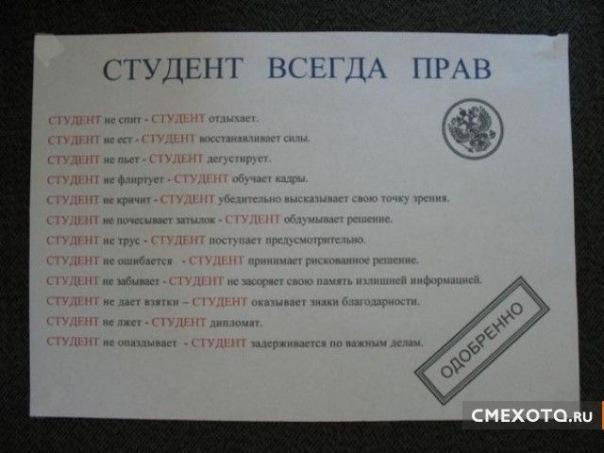 СТУДЕНТ ВСЕГДА ПРАВ
СТУДЕНТ не спит - СТУДЕНТ отдыхает.
СТУДЕНТ не ест - СТУДЕНТ восстанавливает силы.
СТУДЕНТ не пьет - СТУДЕНТ дегустирует.
СТУДЕНТ не флиртует - СТУДЕНТ обучает кадры.
СТУДЕНТ не кричит - СТУДЕНТ убедительно высказывает свою точку зрения.
СТУДЕНТ не почесывает затылок - СТУДЕНТ обдумывает решение.
СТУДЕНТ не трус - СТУДЕНТ поступает предусмотрительно.
СТУДЕНТ не ошибается - СТУДЕНТ принимает рискованное решение.
СТУДЕНТ не забывает - СТУДЕНТ не засоряет свою память излишней информацией.
СТУДЕНТ не дает взятки – СТУДЕНТ оказывает знаки благодарности.
СТУДЕНТ не лжет - СТУДЕНТ дипломат.
СТУДЕНТ не опаздывает - СТУДЕНТ задерживается по важным делам.
ОДОБРЕННО
СМЕХОТА.RU